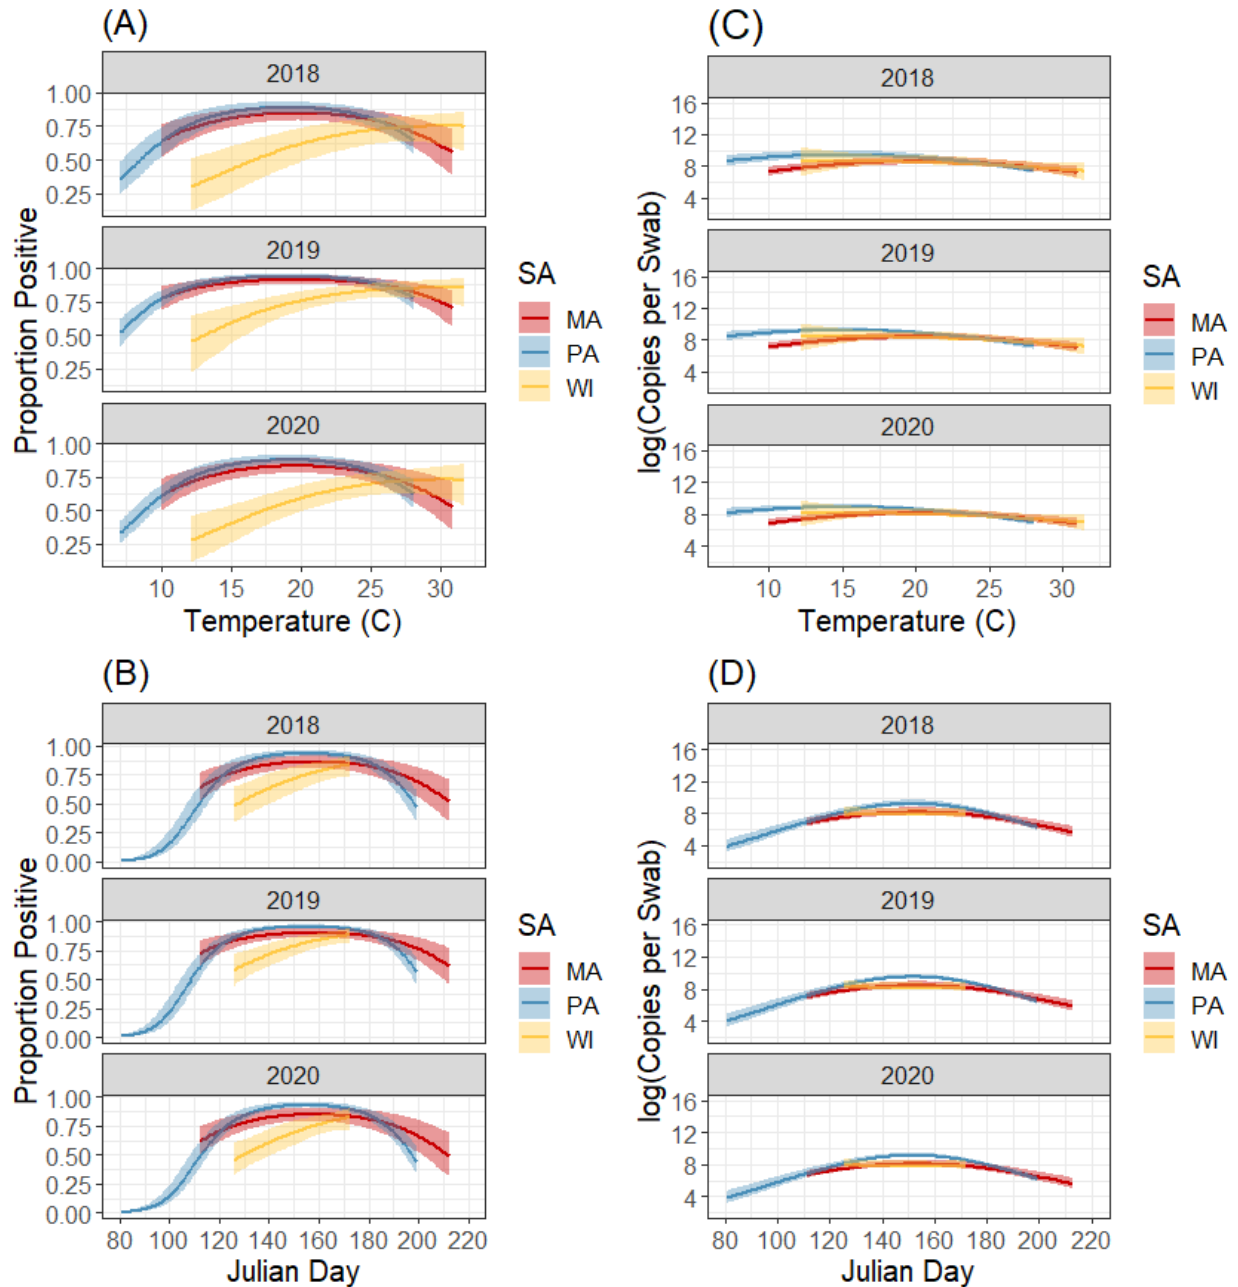 (A)
2018
1.00
0.75
0.50
0.25
2019
1.00
0.75
0.50
0.25
2020
1.00
0.75
0.50
0.25
10 15 20 25 30
Temperature (C)
Proportion Positive
SA
MA
PA
WI
(C)
2018
16
12
8
4
2019
16
12
8
4
2020
16
12
8
4
10 15 20 25 30
Temperature (C)
log(Copies per Swab)
SA
MA
PA
WI
(B)
2018
1.00
0.75
0.50
0.25
0.00
2019
1.00
0.75
0.50
0.25
0.00
2020
1.00
0.75
0.50
0.25
0.00
80 100 120 140 160 180 200 220
Julian Day
Proportion Positive
SA
MA
PA
WI
(D)
2018
16
12
8
4
2019
16
12
8
4
2020
16
12
8
4
80 100 120 140 160 180 200 220
Julian Day
log(Copies per Swab)
SA
MA
PA
WI